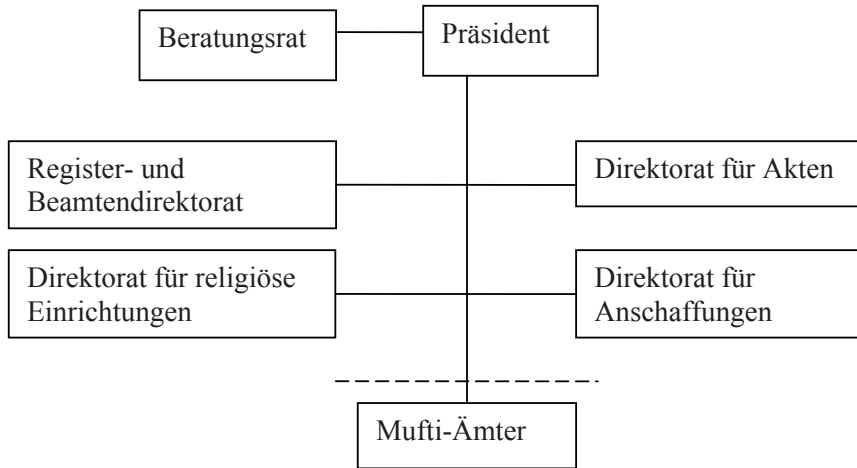 Beratungsrat
Präsident
Register- und
Beamtendirektorat
Direktorat für Akten
Direktorat für religiöse
Einrichtungen
Direktorat für
Anschaffungen
Mufti-Ämter